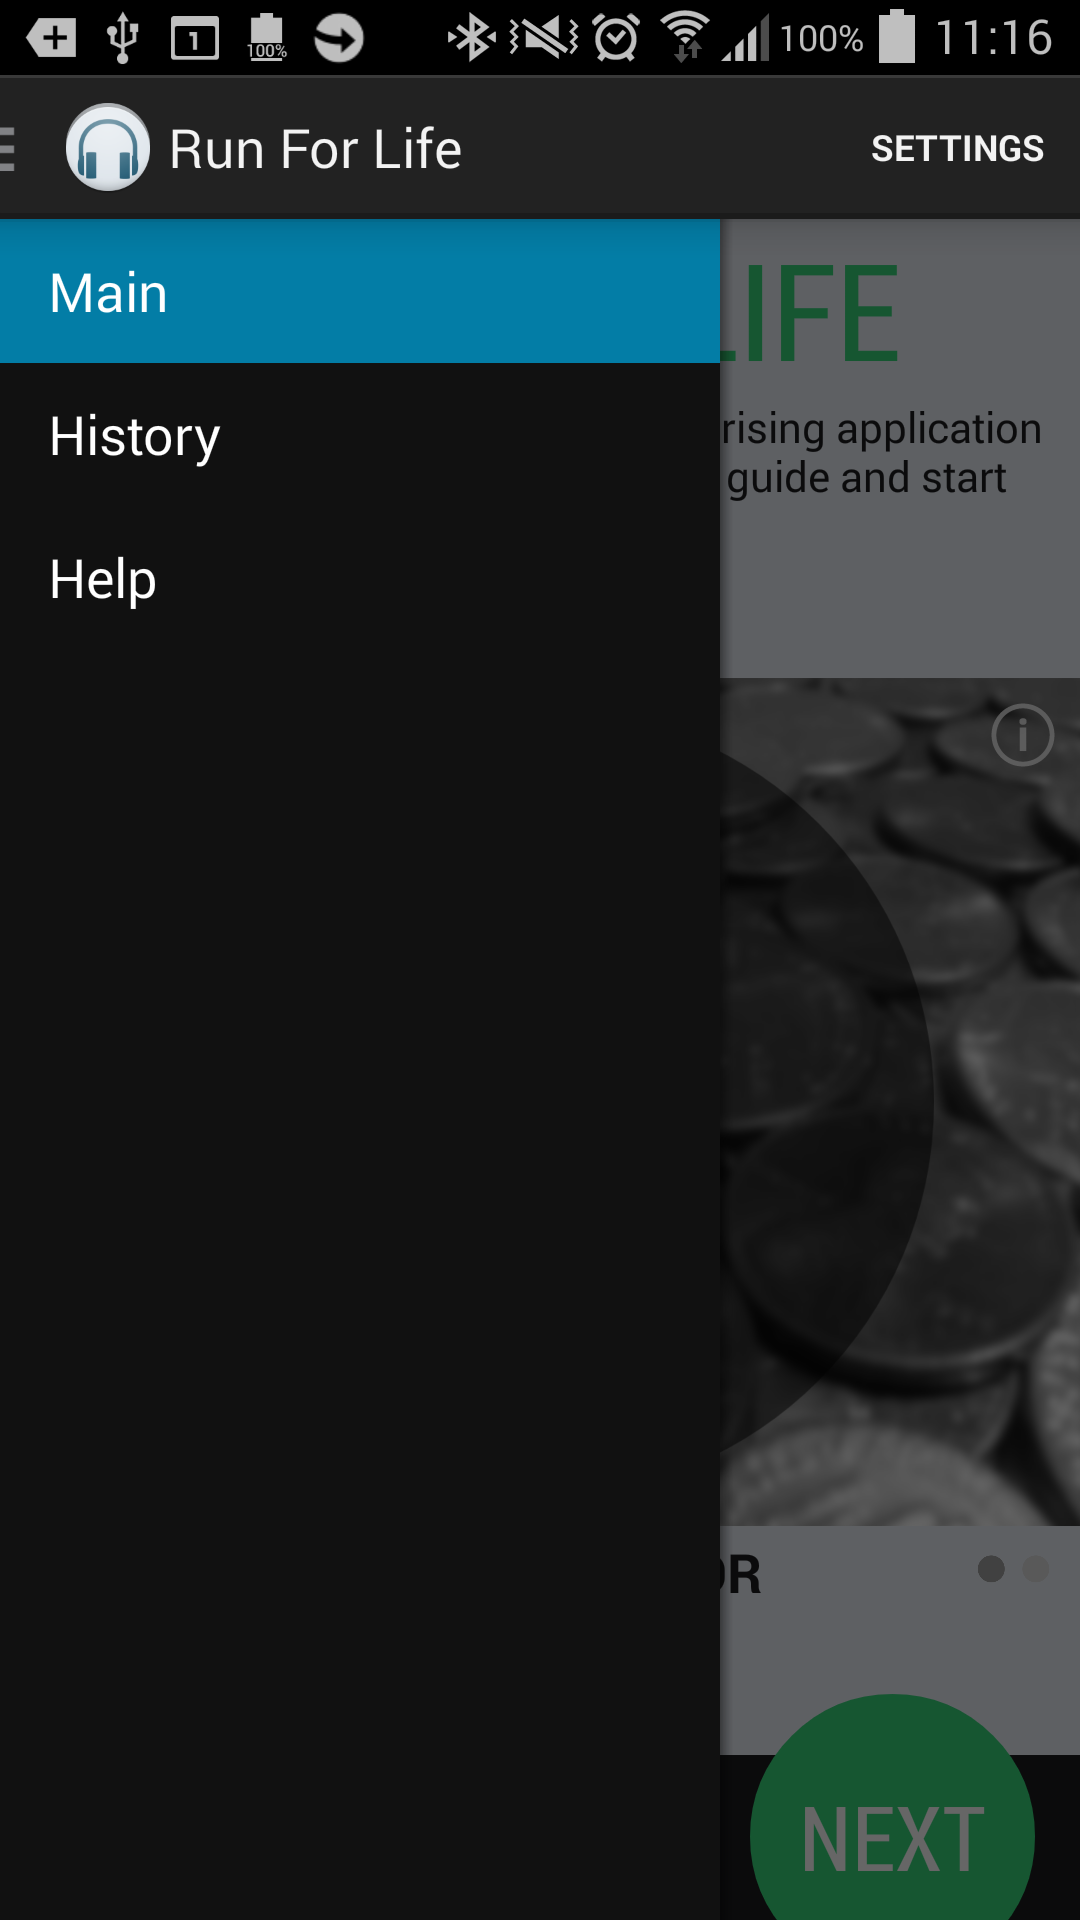 1 100% 100% 11:16
Run For Life SETTINGS
Main
History
Help
LIFE
rising application
guide and start
i
OR
NEXT